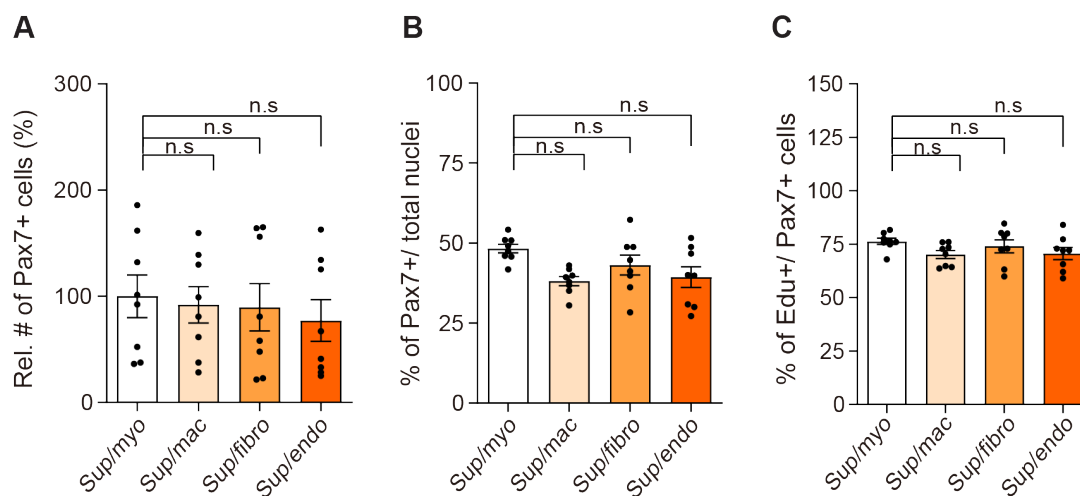 A
Rel. # of Pax7+ cells (%)
300
200
100
0
n.s
n.s
n.s
Sup/myo
Sup/mac
Sup/fibro
Sup/endo
B
% of Pax7+/ total nuclei
100
75
50
25
0
n.s
n.s
n.s
Sup/myo
Sup/mac
Sup/fibro
Sup/endo
C
% of Edu+/ Pax7+ cells
150
125
100
75
50
25
0
n.s
n.s
n.s
Sup/myo
Sup/mac
Sup/fibro
Sup/endo